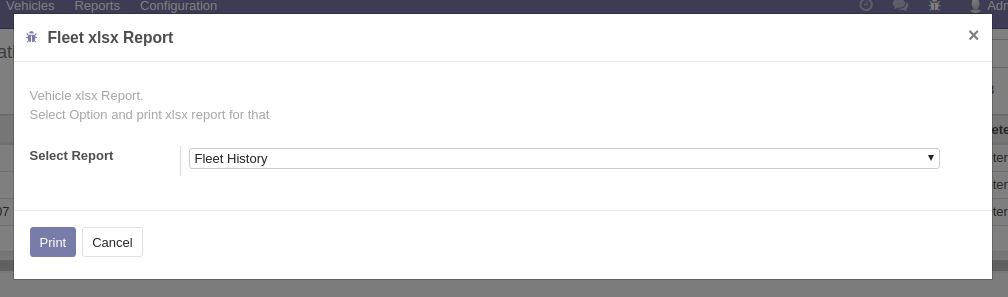 Vehicles Reports Configuration
Fleet xlsx Report ×
Vehicle xlsx Report.
Select Option and print xlsx report for that
Select Report Fleet History
07
Print Cancel